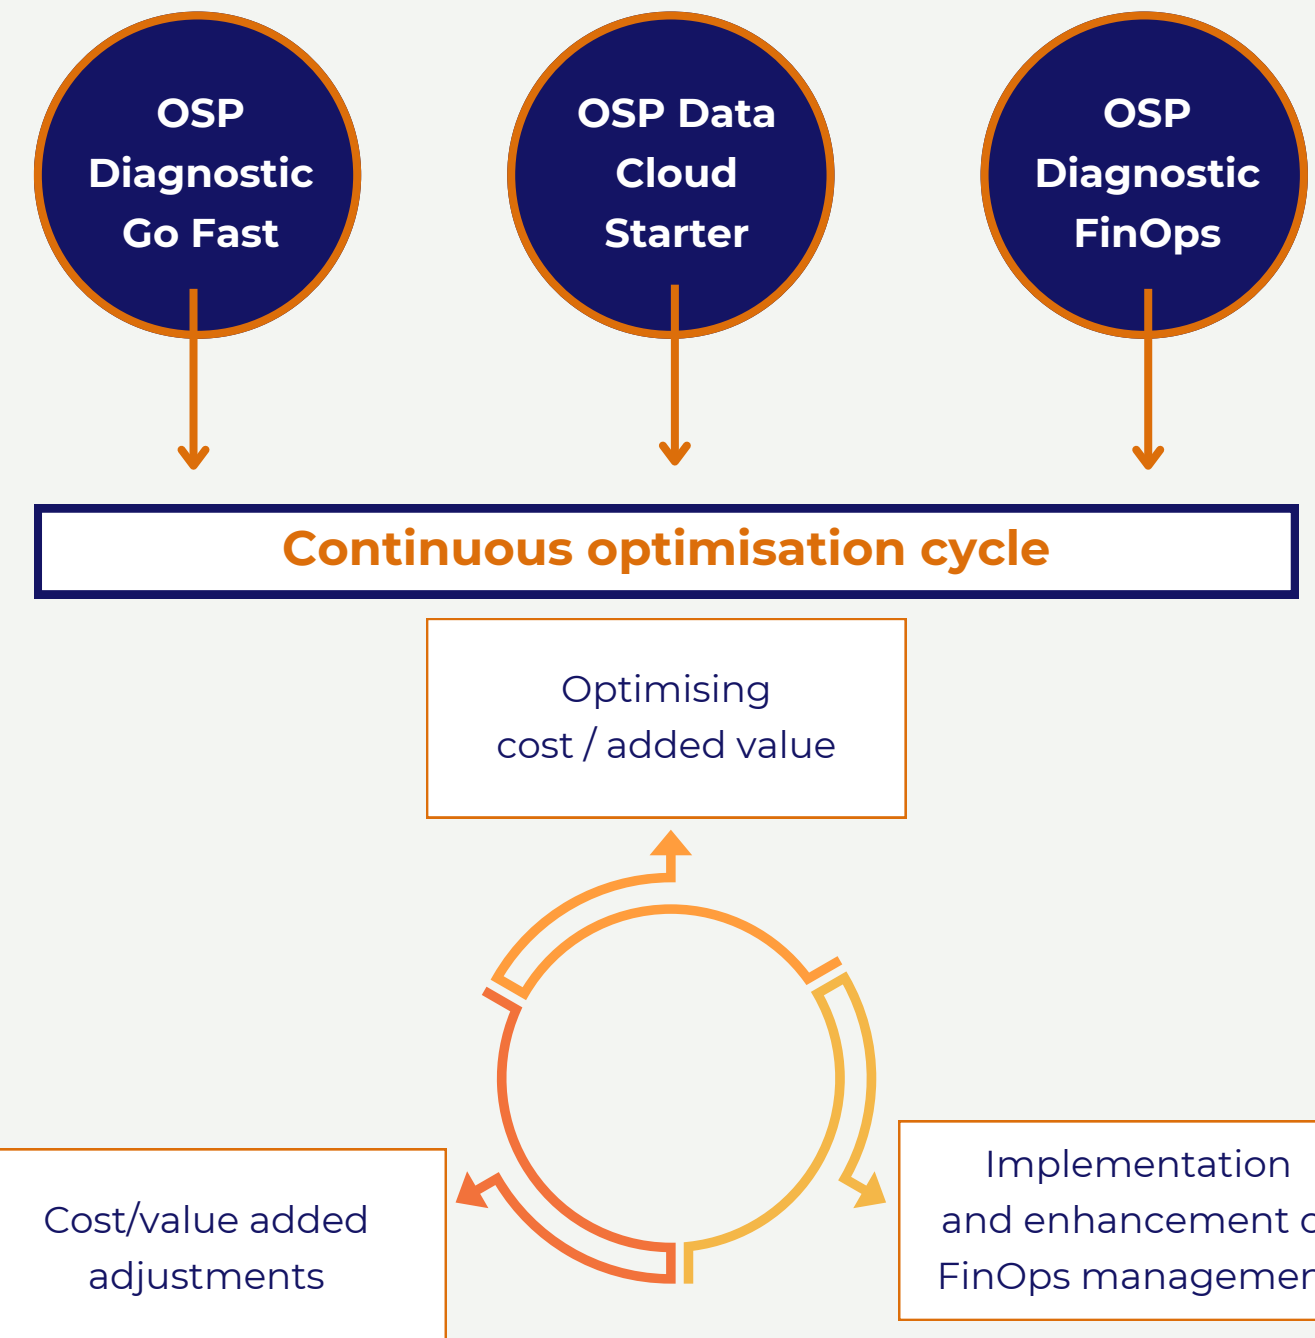 OSP
Diagnostic
Go Fast
OSP Data
Cloud
Starter
OSP
Diagnostic
FinOps
Continuous optimisation cycle
Optimising
cost / added value
Implementation
and enhancement
FinOps managemen
Cost/value added
adjustments